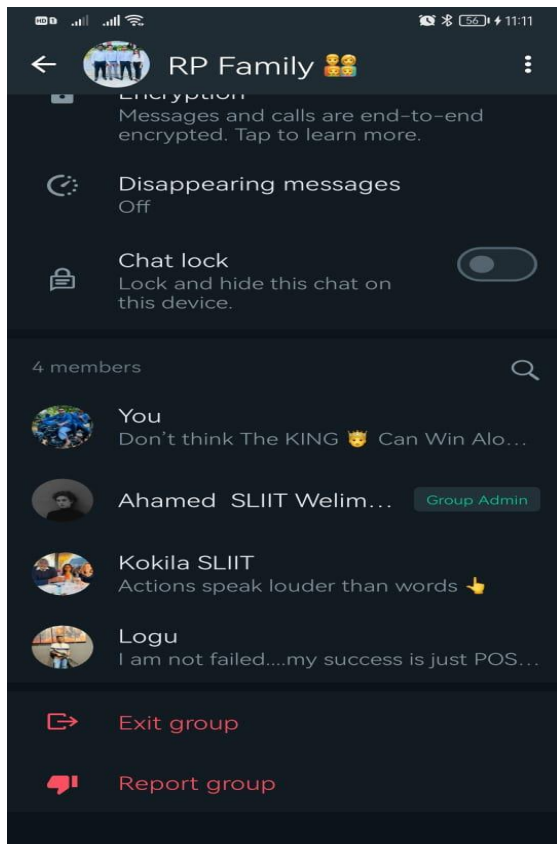 HD 56 11:11
RP Family 👨‍👩‍👧‍👦
Encryption
Messages and calls are end-to-end
encrypted. Tap to learn more.
Disappearing messages
Off
Chat lock
Lock and hide this chat on
this device.
4 members
You
Don't think The KING 🤴 Can Win Alo...
Ahamed SLIIT Welim... Group Admin
Kokila SLIIT
Actions speak louder than words 👆
Logu
I am not failed....my success is just POS...
Exit group
Report group